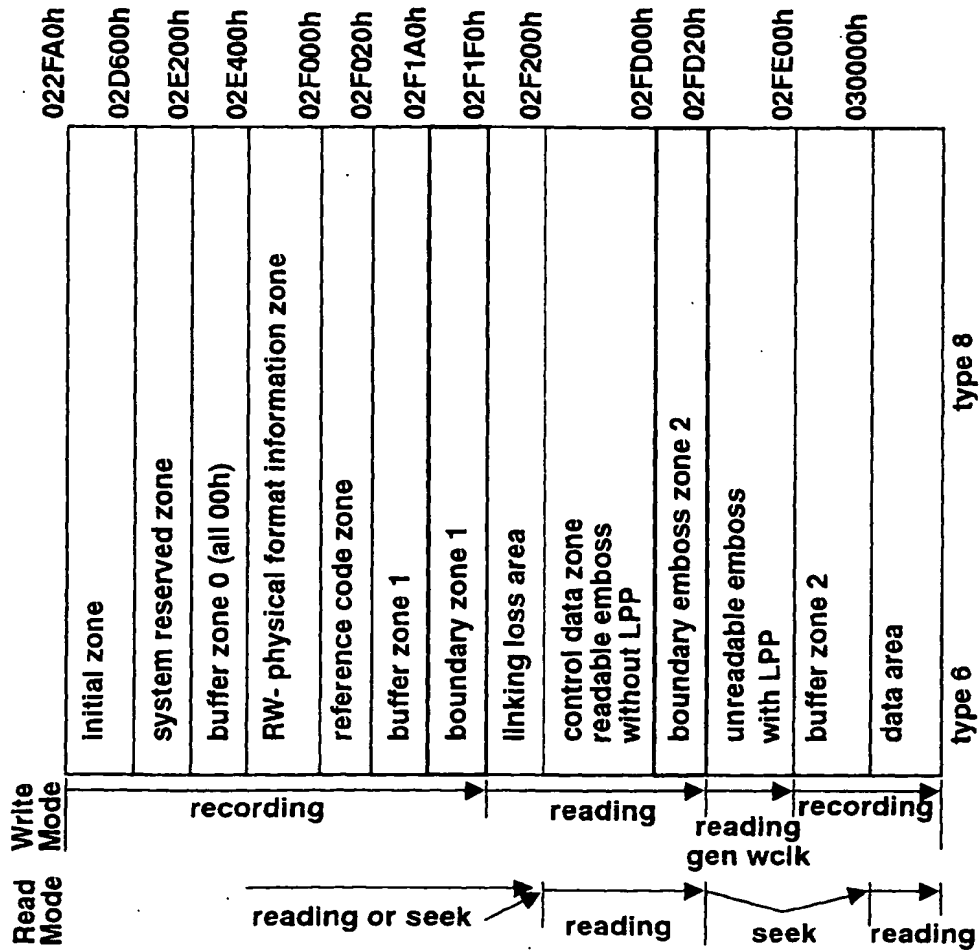 022FA0h
02D600h
02E200h
02E400h
02F000h
02F020h
02F1A0h
02F1F0h
02F200h
02FD00h
02FD20h
02FE00h
030000h
initial zone
system reserved zone
buffer zone 0 (all 00h)
RW- physical format information zone
reference code zone
buffer zone 1
boundary zone 1
linking loss area
control data zone
readable emboss
without LPP
boundary emboss zone 2
unreadable emboss
with LPP
buffer zone 2
data area
type 6
type 8
Write
Mode
recording
reading
reading
gen wclk
recording
Read
Mode
reading or seek
reading
seek
reading